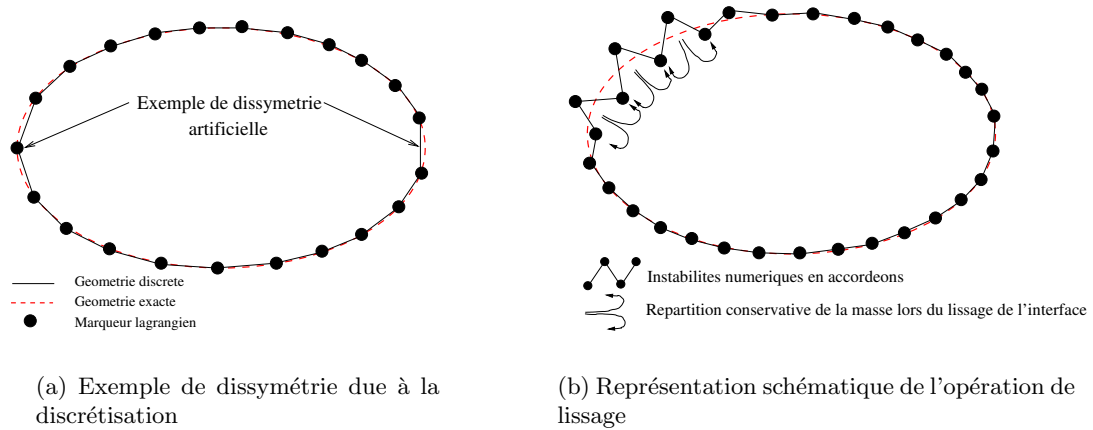 Exemple de dissymetrie
artificielle
Geometrie discrete
Geometrie exacte
Marqueur lagrangien
Instabilites numeriques en accordeons
Repartition conservative de la masse lors du lissage de l'interface
(a) Exemple de dissymétrie due à la
discrétisation
(b) Représentation schématique de l'opération de
lissage